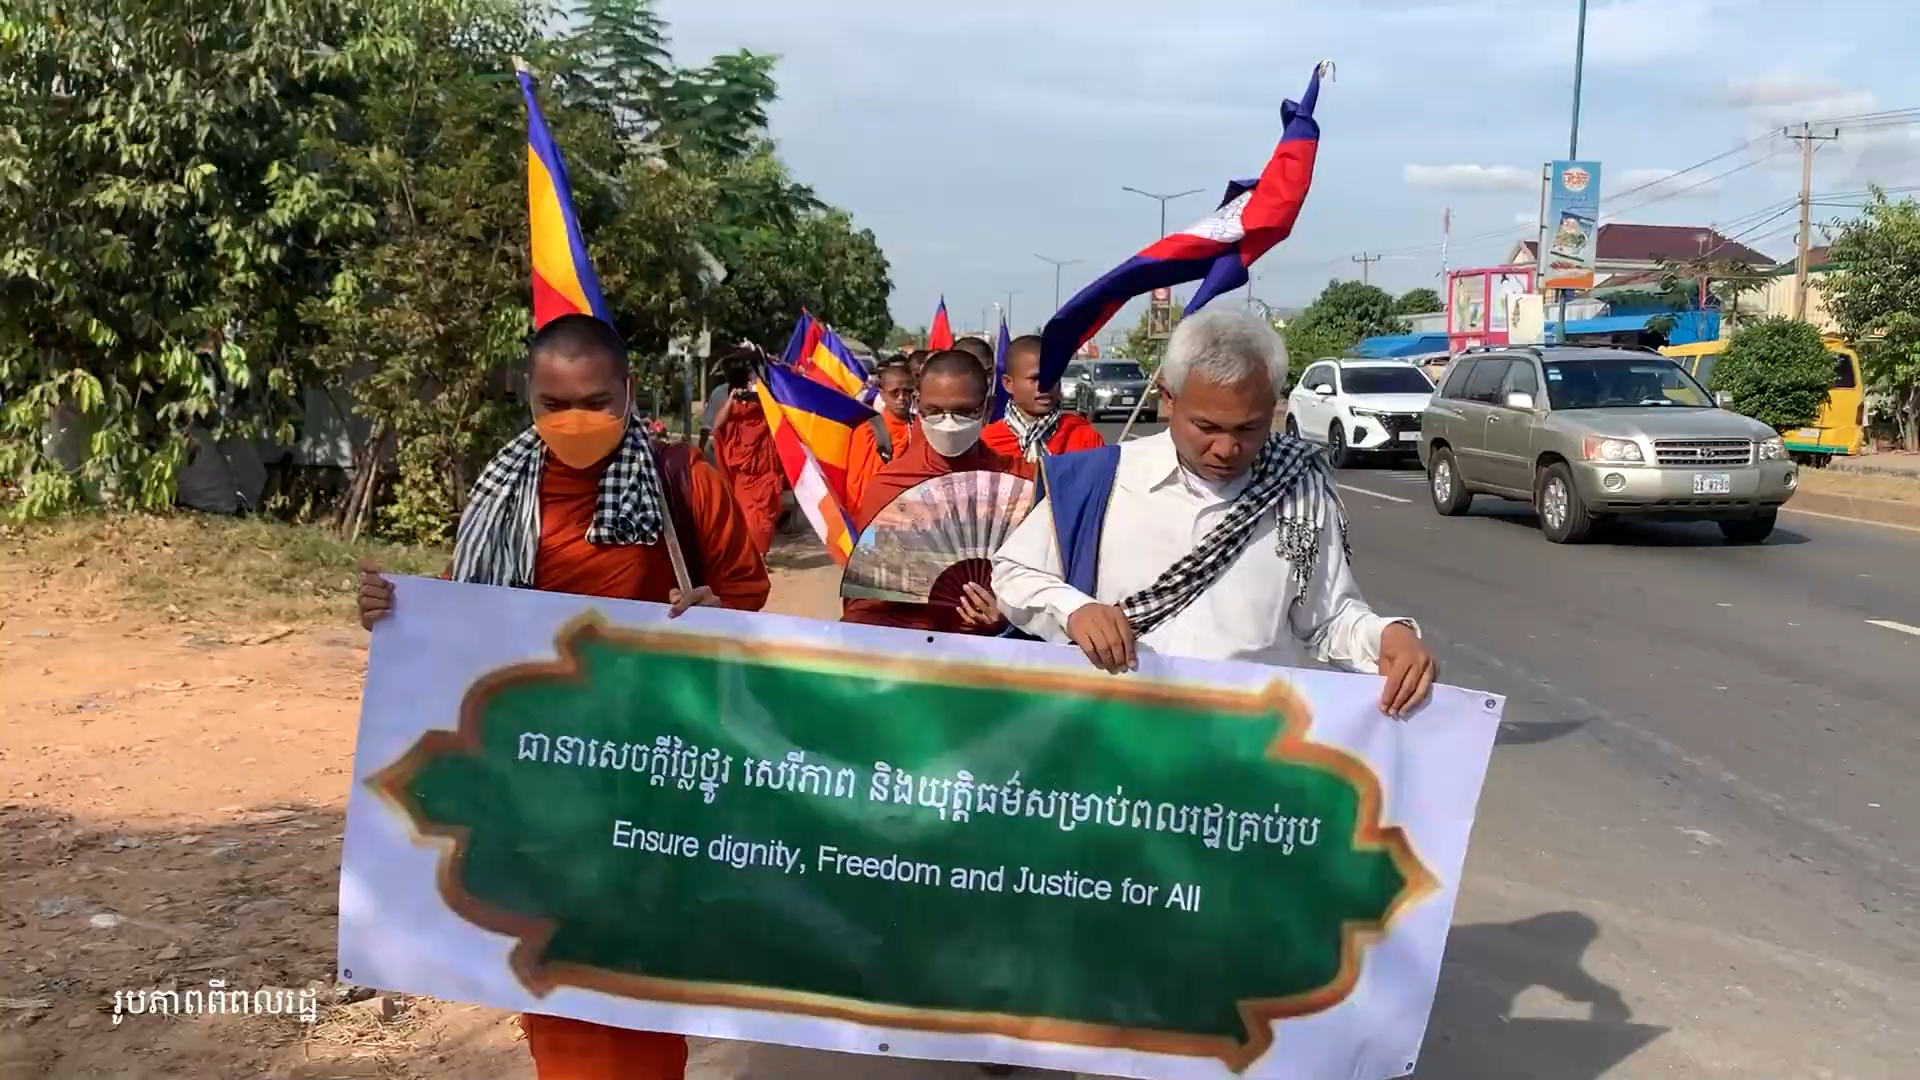 ធានាសេចក្តីថ្លៃថ្នូរ សេរីភាព និងយុត្តិធម៌សម្រាប់ពលរដ្ឋគ្រប់រូប
Ensure dignity, Freedom and Justice for All
រូបភាពពីពលរដ្ឋ